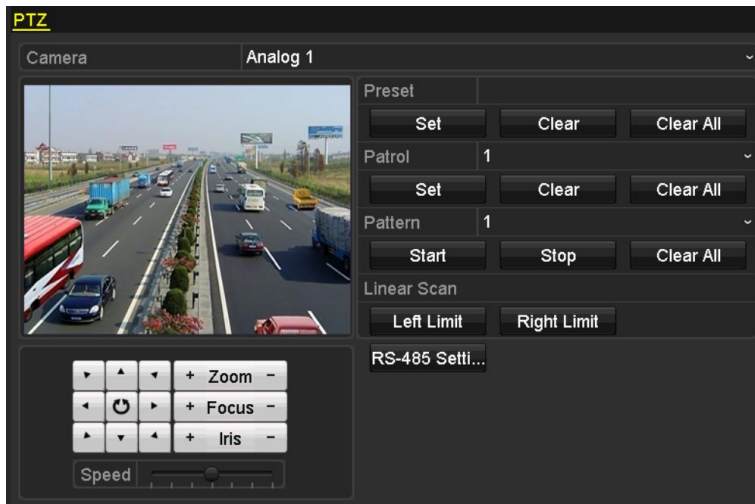 PTZ
Camera Analog 1
Preset
Set Clear Clear All
Patrol 1
Set Clear Clear All
Pattern 1
Start Stop Clear All
Linear Scan
Left Limit Right Limit
RS-485 Setti...
+ Zoom -
+ Focus -
+ Iris -
Speed